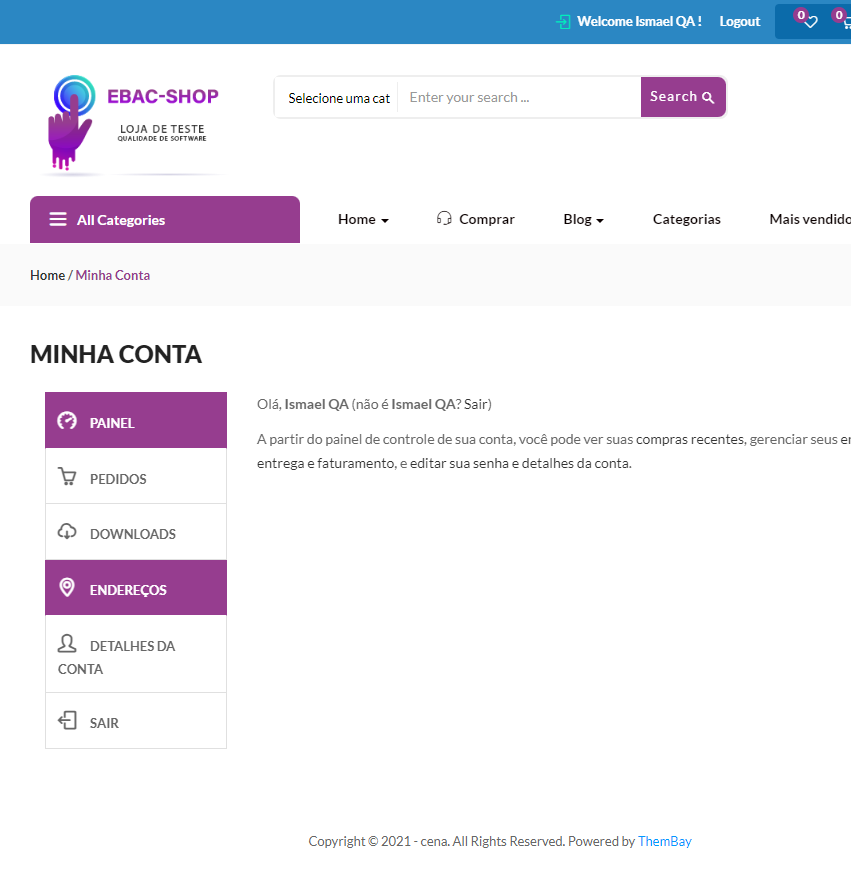 Welcome Ismael QA ! Logout 0 0
EBAC-SHOP
LOJA DE TESTE
QUALIDADE DE SOFTWARE
Selecione uma cat Enter your search ... Search
All Categories Home Comprar Blog Categorias Mais vendido
Home / Minha Conta
MINHA CONTA
PAINEL
PEDIDOS
DOWNLOADS
ENDEREÇOS
DETALHES DA
CONTA
SAIR
Olá, Ismael QA (não é Ismael QA? Sair)
A partir do painel de controle de sua conta, você pode ver suas compras recentes, gerenciar seus
entrega e faturamento, e editar sua senha e detalhes da conta.
Copyright © 2021 - cena. All Rights Reserved. Powered by ThemBay